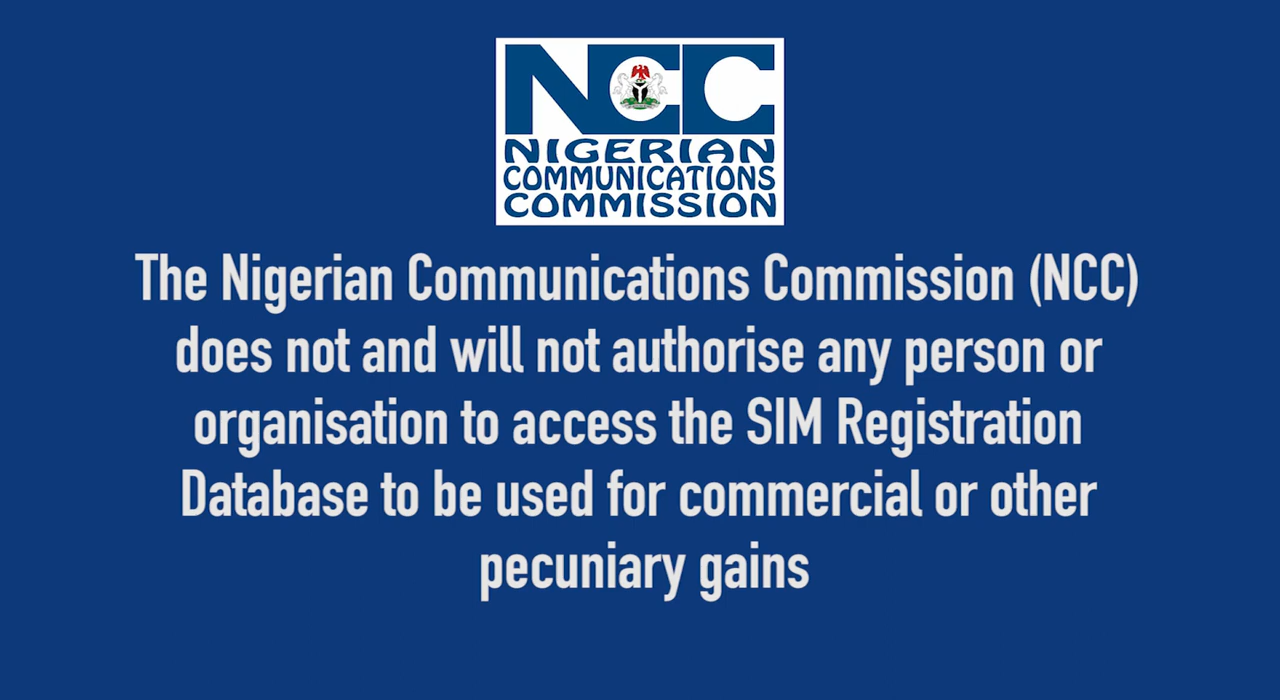 NCC
NIGERIAN
COMMUNICATIONS
COMMISSION
The Nigerian Communications Commission (NCC)
does not and will not authorise any person or
organisation to access the SIM Registration
Database to be used for commercial or other
pecuniary gains